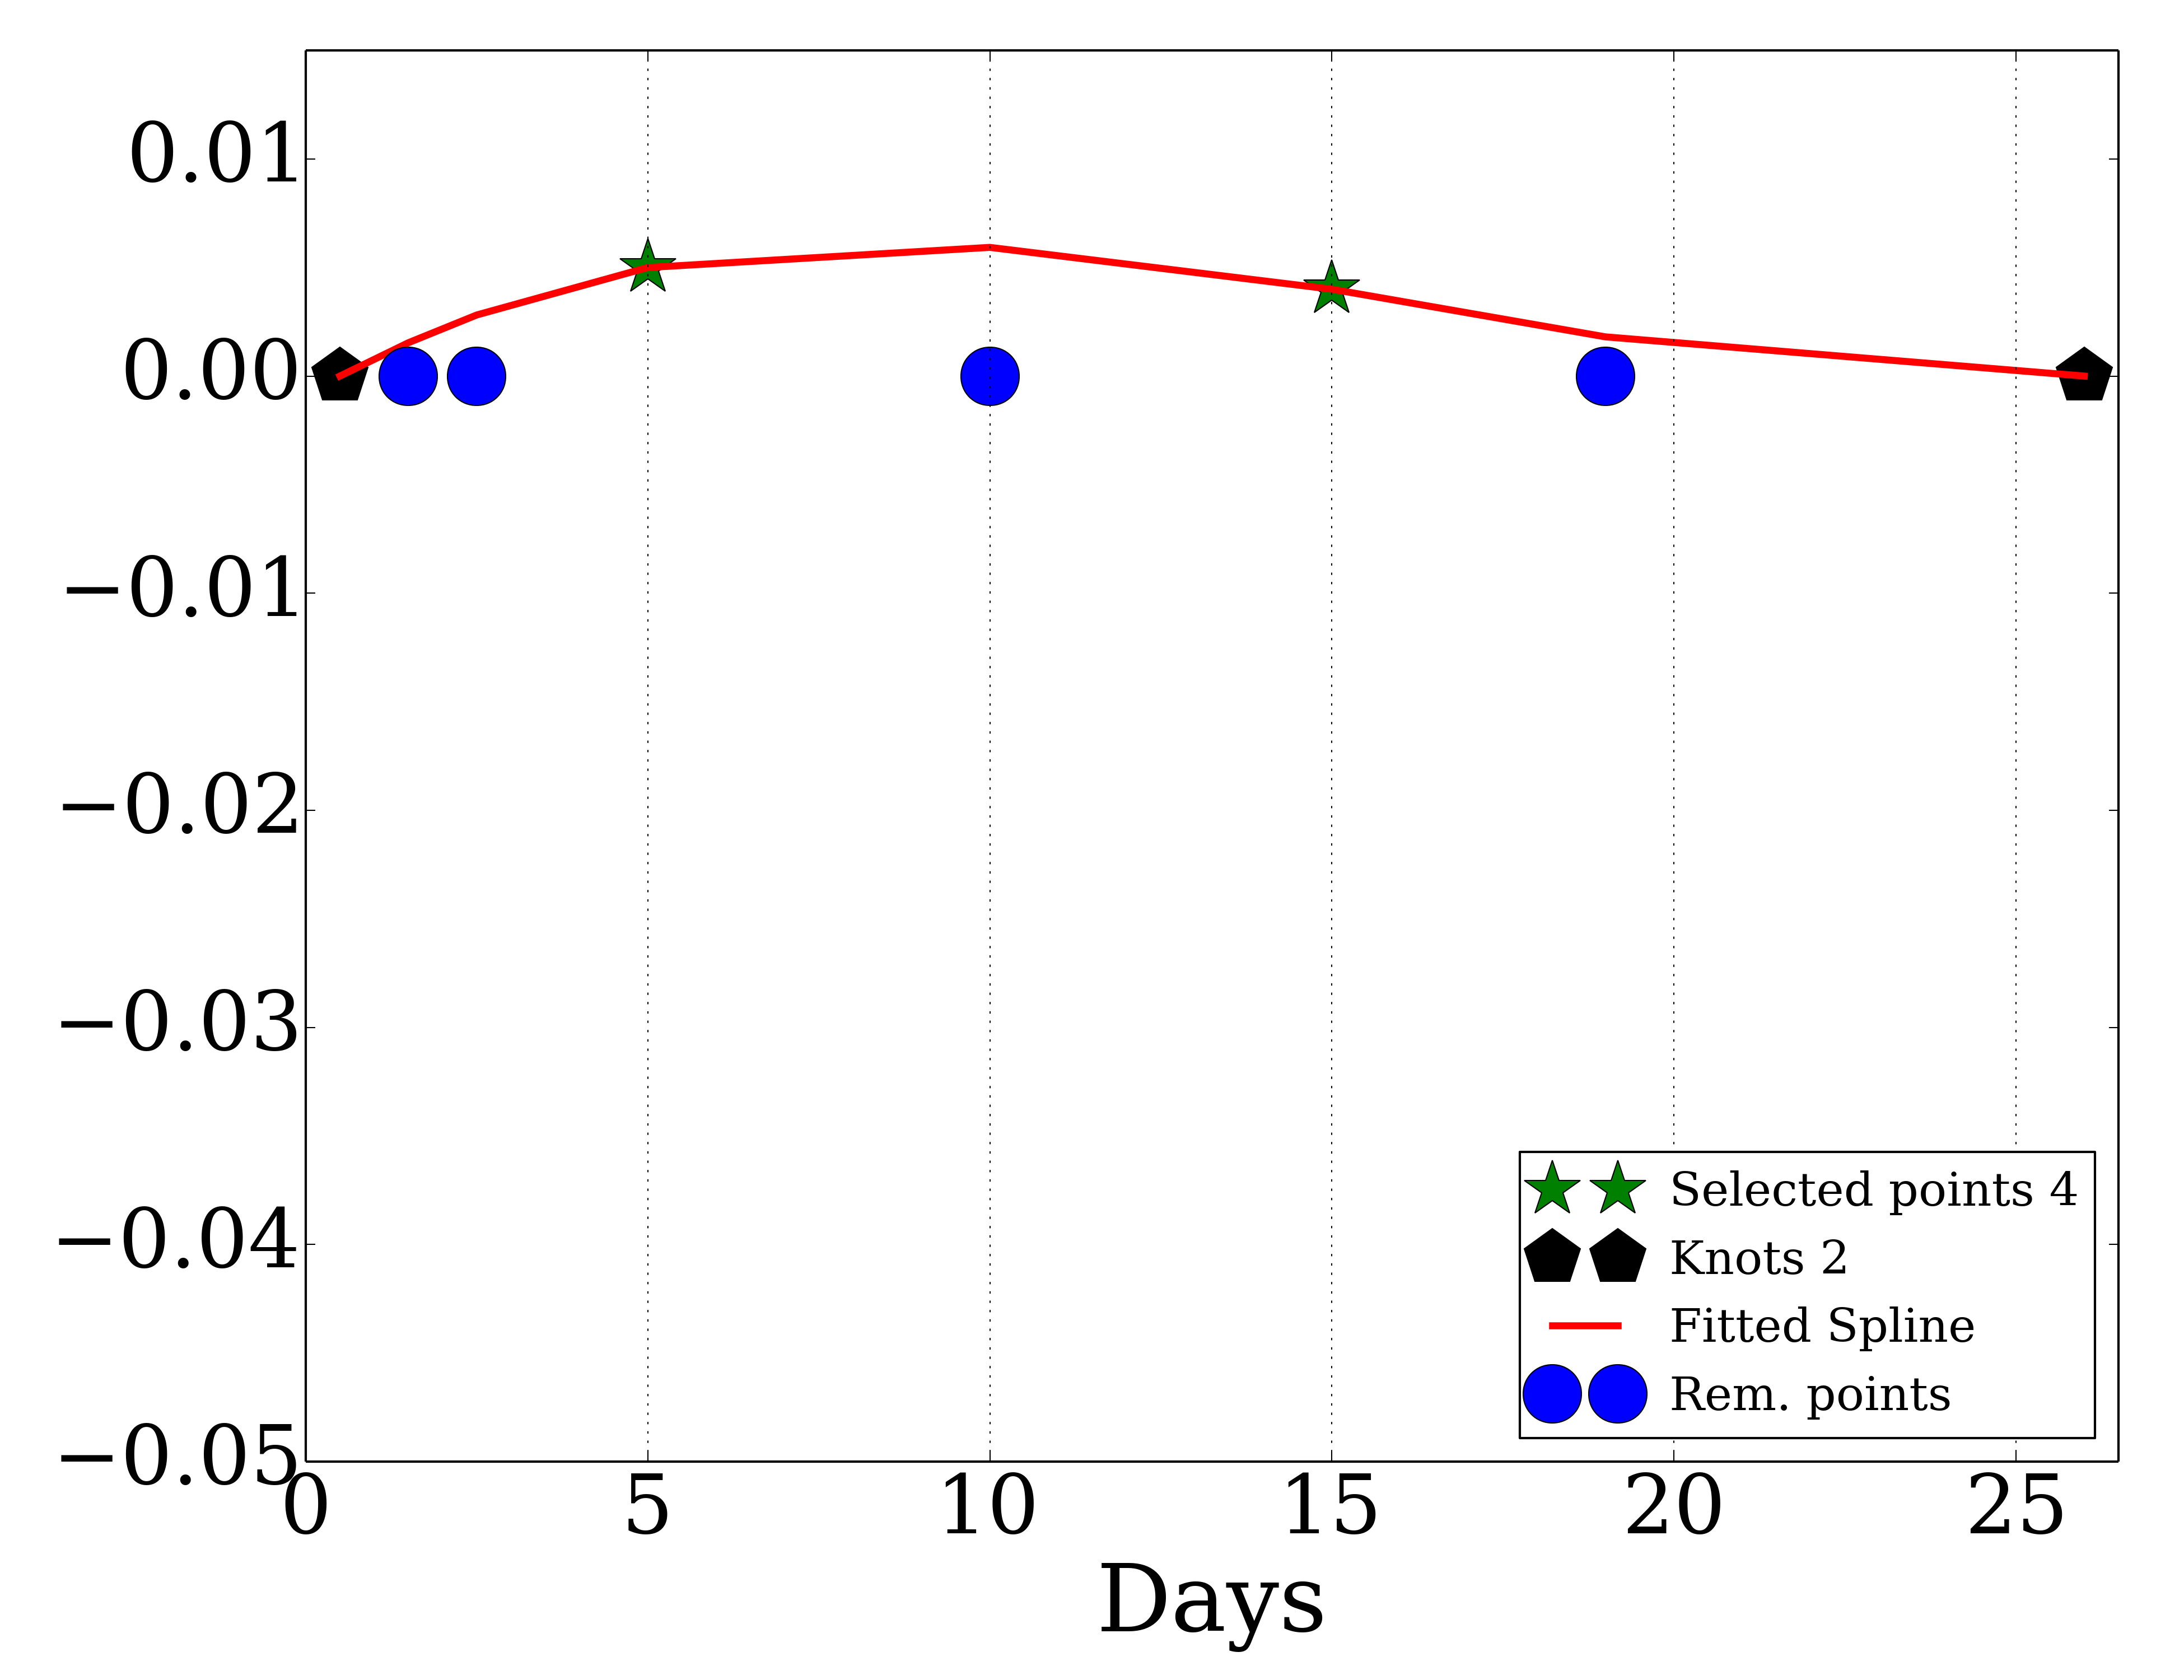 0.01
0.00
−0.01
−0.02
−0.03
−0.04
−0.05
0 5 10 15 20 25
Days
Selected points 4
Knots 2
Fitted Spline
Rem. points